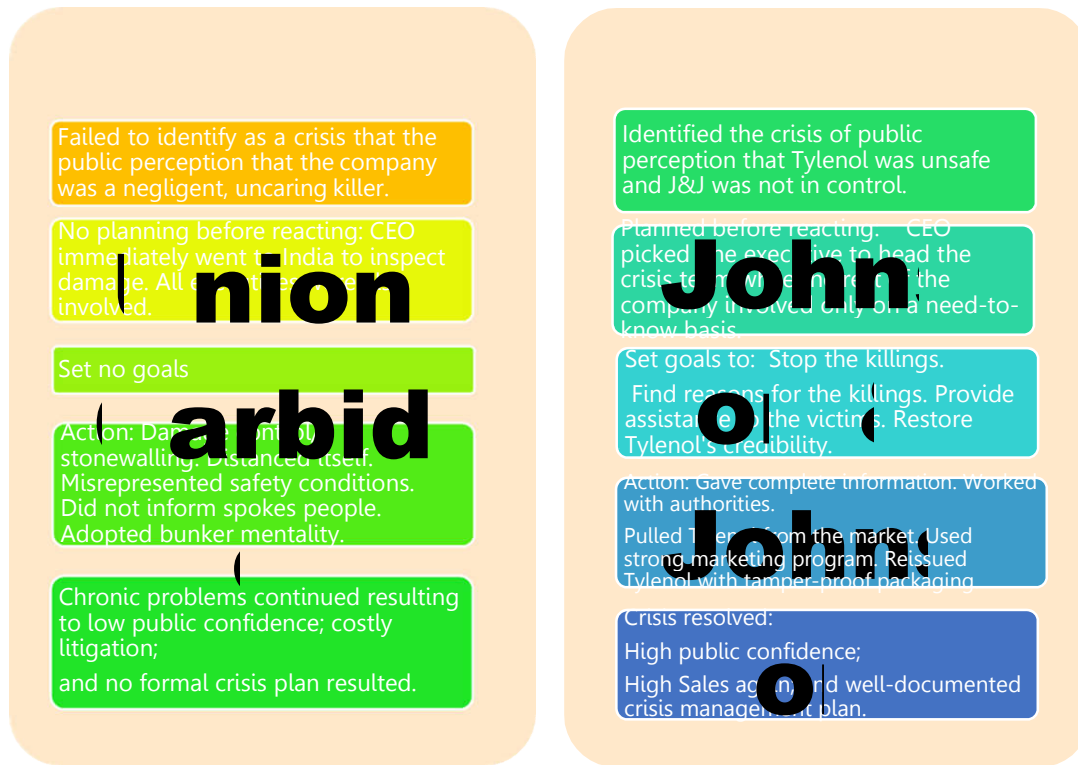 Failed to identify as a crisis that the
public perception that the company
was a negligent, uncaring killer.
No planning before reacting: CEO
immediately went to India to inspect
damage. All
involved.
nion
Set no goals
arbid
Action: Damage control,
stonewalling. Distanced itself.
Misrepresented safety conditions.
Did not inform spokes people.
Adopted bunker mentality.
Chronic problems continued resulting
to low public confidence; costly
litigation;
and no formal crisis plan resulted.
Identified the crisis of public
perception that Tylenol was unsafe
and J&J was not in control.
Planned before reacting. CEO
picked one executive to head the
crisis team while the rest of the
company involved only on a need-to-
know basis.
John
Set goals to: Stop the killings.
Find reasons for the killings. Provide
assistance to the victims. Restore
Tylenol's credibility.
o
Action: Gave complete information. Worked
with authorities.
Pulled Tylenol from the market. Used
strong marketing program. Reissued
Tylenol with tamper-proof packaging
Johns
Crisis resolved:
High public confidence;
High Sales again; and well-documented
crisis management plan.
o